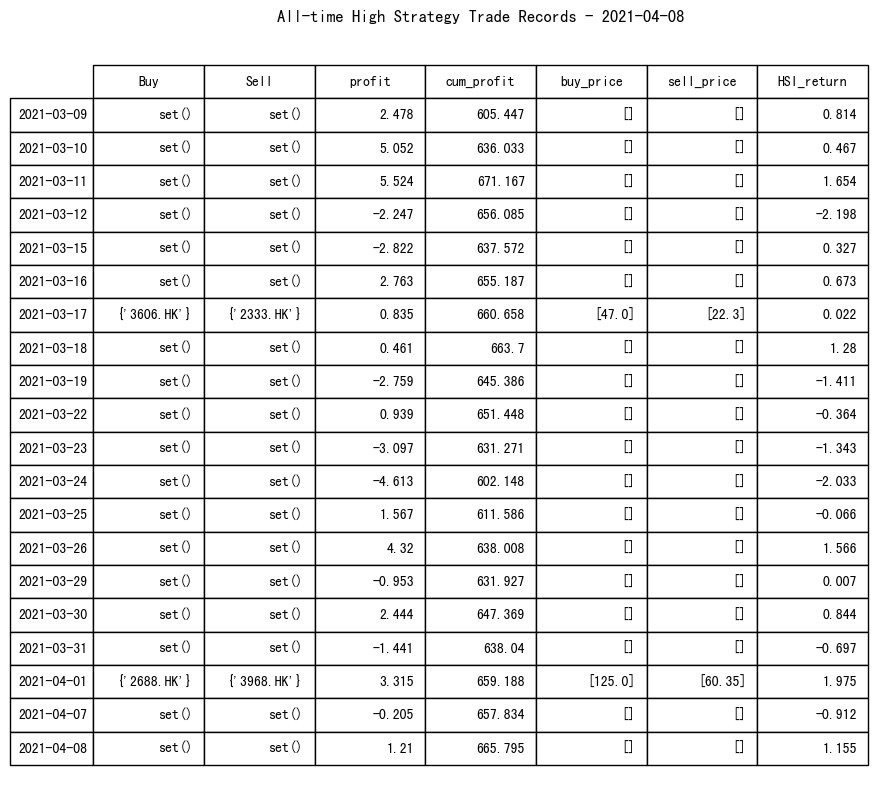 All-time High Strategy Trade Records - 2021-04-08
Buy Sell profit cum_profit buy_price sell_price HSI_return
2021-03-09 set() set() 2.478 605.447 [] [] 0.814
2021-03-10 set() set() 5.052 636.033 [] [] 0.467
2021-03-11 set() set() 5.524 671.167 [] [] 1.654
2021-03-12 set() set() -2.247 656.085 [] [] -2.198
2021-03-15 set() set() -2.822 637.572 [] [] 0.327
2021-03-16 set() set() 2.763 655.187 [] [] 0.673
2021-03-17 {'3606.HK'} {'2333.HK'} 0.835 660.658 [47.0] [22.3] 0.022
2021-03-18 set() set() 0.461 663.7 [] [] 1.28
2021-03-19 set() set() -2.759 645.386 [] [] -1.411
2021-03-22 set() set() 0.939 651.448 [] [] -0.364
2021-03-23 set() set() -3.097 631.271 [] [] -1.343
2021-03-24 set() set() -4.613 602.148 [] [] -2.033
2021-03-25 set() set() 1.567 611.586 [] [] -0.066
2021-03-26 set() set() 4.32 638.008 [] [] 1.566
2021-03-29 set() set() -0.953 631.927 [] [] 0.007
2021-03-30 set() set() 2.444 647.369 [] [] 0.844
2021-03-31 set() set() -1.441 638.04 [] [] -0.697
2021-04-01 {'2688.HK'} {'3968.HK'} 3.315 659.188 [125.0] [60.35] 1.975
2021-04-07 set() set() -0.205 657.834 [] [] -0.912
2021-04-08 set() set() 1.21 665.795 [] [] 1.155